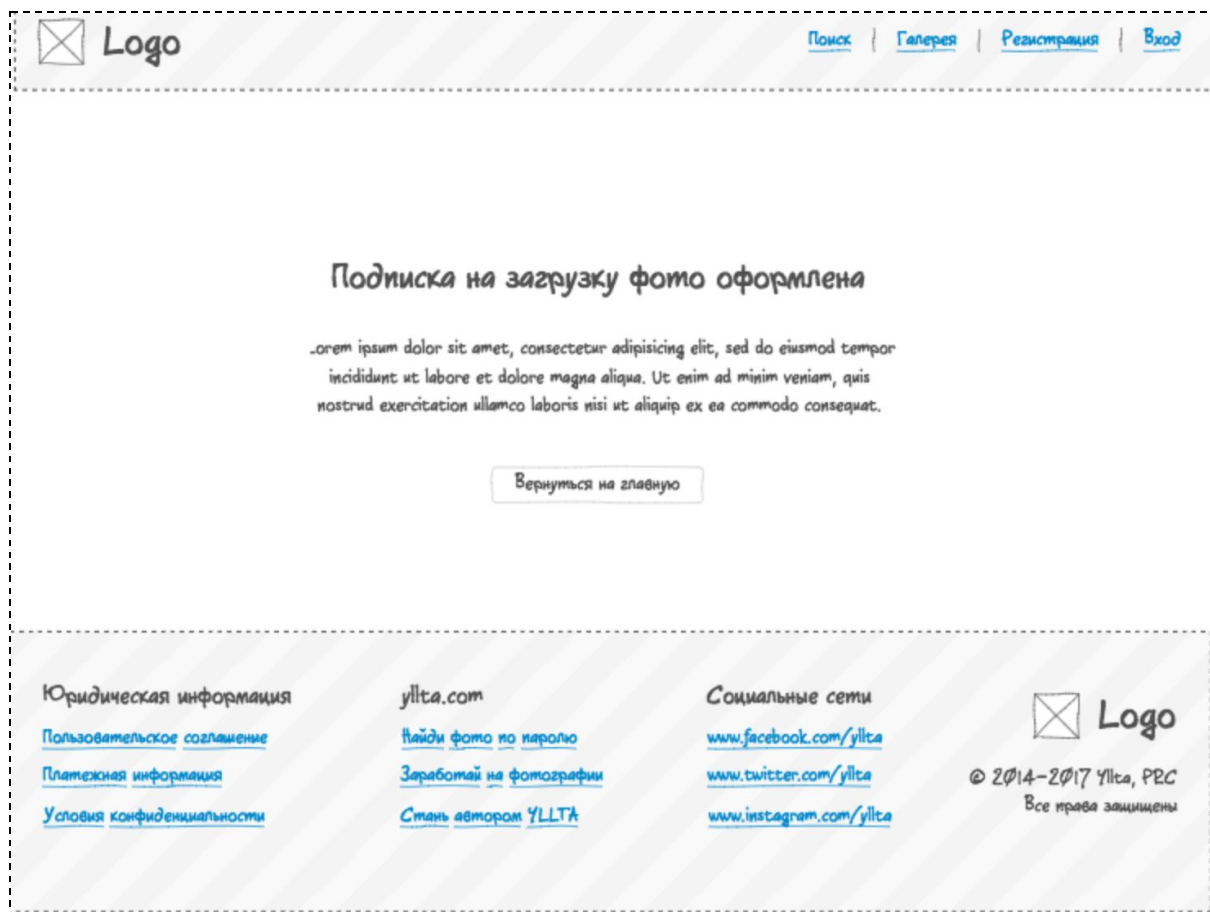 Logo
Поиск | Галерея | Регистрация | Вход
Подписка на загрузку фото оформлена
Lorem ipsum dolor sit amet, consectetur adipisicing elit, sed do eiusmod tempor
incididunt ut labore et dolore magna aliqua. Ut enim ad minim veniam, quis
nostrud exercitation ullamco laboris nisi ut aliquip ex ea commodo consequat.
Вернуться на главную
Юридическая информация
Пользовательское соглашение
Платежная информация
Условия конфиденциальности
yllta.com
Найди фото по паролю
Заработай на фотографии
Стань автором YLLTA
Социальные сети
www.facebook.com/yllta
www.twitter.com/yllta
www.instagram.com/yllta
Logo
© 2014-2017 Yllta, PRC
Все права защищены